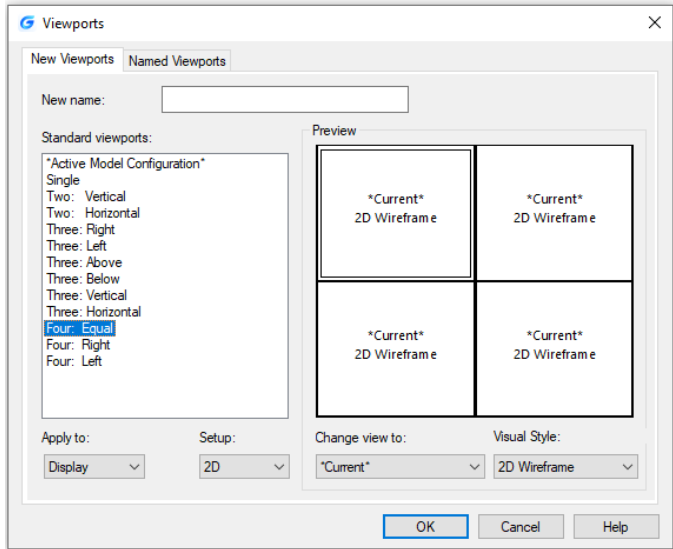 Viewports
New Viewports Named Viewports
New name:
Standard viewports:
*Active Model Configuration*
Single
Two: Vertical
Two: Horizontal
Three: Right
Three: Left
Three: Above
Three: Below
Three: Vertical
Three: Horizontal
Four: Equal
Four: Right
Four: Left
Preview
*Current*
2D Wireframe
*Current*
2D Wireframe
*Current*
2D Wireframe
*Current*
2D Wireframe
Apply to: Setup: Change view to: Visual Style:
Display 2D *Current* 2D Wireframe
OK Cancel Help